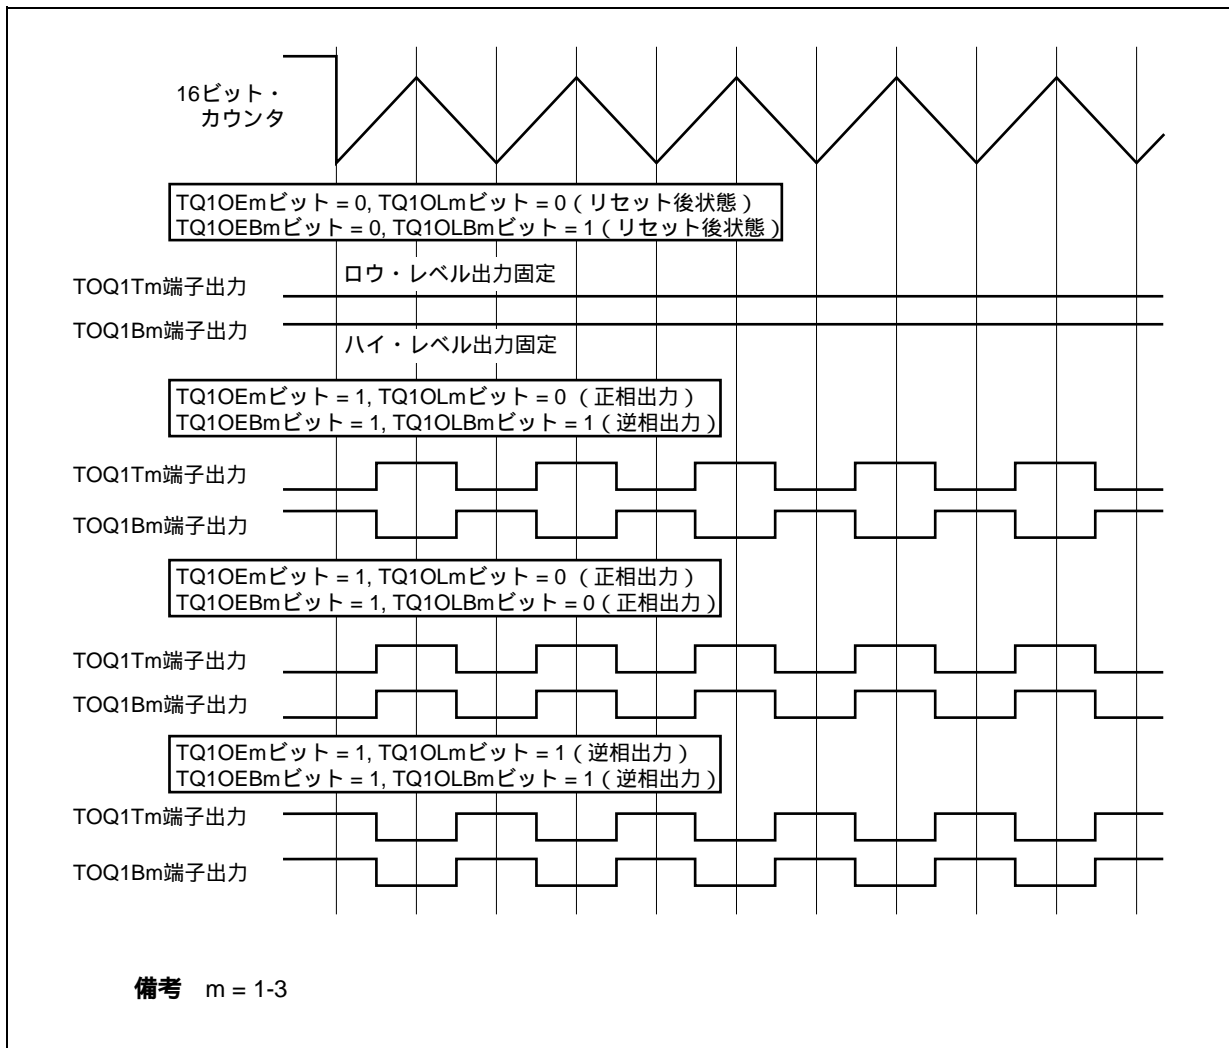 16ビット・
カウンタ
TQ1OEmビット = 0, TQ1OLmビット = 0 ( リセット後状態 )
TQ1OEBmビット = 0, TQ1OLBmビット = 1 ( リセット後状態 )
ロウ・レベル出力固定
TOQ1Tm端子出力
TOQ1Bm端子出力
ハイ・レベル出力固定
TQ1OEmビット = 1, TQ1OLmビット = 0 ( 正相出力 )
TQ1OEBmビット = 1, TQ1OLBmビット = 1 ( 逆相出力 )
TOQ1Tm端子出力
TOQ1Bm端子出力
TQ1OEmビット = 1, TQ1OLmビット = 0 ( 正相出力 )
TQ1OEBmビット = 1, TQ1OLBmビット = 0 ( 正相出力 )
TOQ1Tm端子出力
TOQ1Bm端子出力
TQ1OEmビット = 1, TQ1OLmビット = 1 ( 逆相出力 )
TQ1OEBmビット = 1, TQ1OLBmビット = 1 ( 逆相出力 )
TOQ1Tm端子出力
TOQ1Bm端子出力
備考 m = 1-3